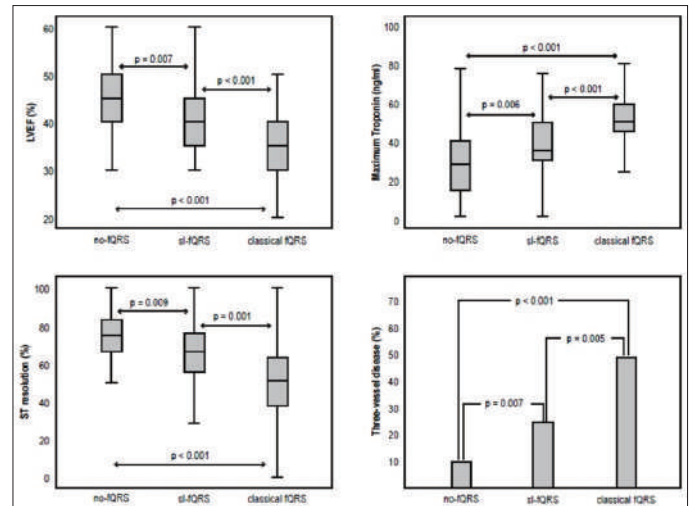 LVEF (%)
60
50
40
30
20
p = 0.007
p < 0.001
p < 0.001
no-fQRS sl-fQRS classical fQRS
Maximum Troponin (ng/ml)
100
80
60
40
20
0
p < 0.001
p < 0.001
p = 0.006
no-fQRS sl-fQRS classical fQRS
ST resolution (%)
100
80
60
40
20
0
p = 0.009
p = 0.001
p < 0.001
no-fQRS sl-fQRS classical fQRS
Three-vessel disease (%)
70
60
50
40
30
20
10
p < 0.001
p = 0.005
p = 0.007
no-fQRS sl-fQRS classical fQRS